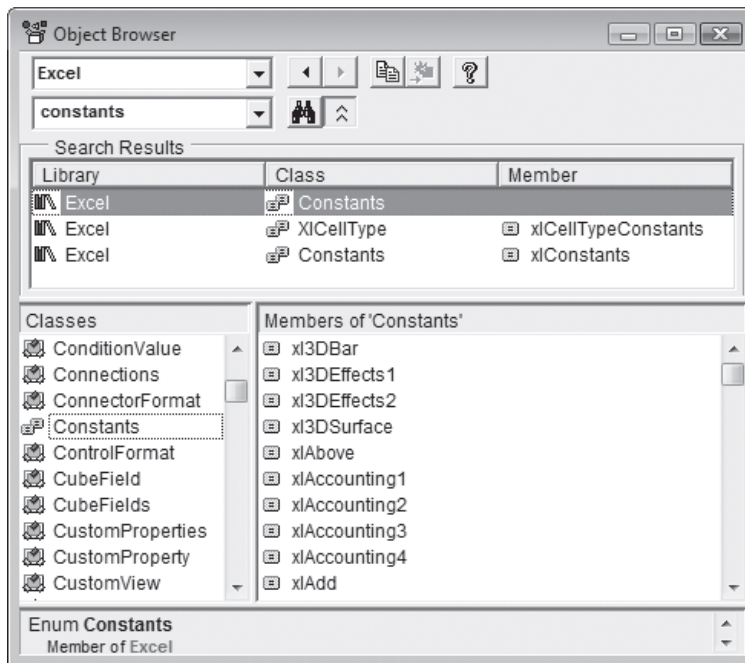 Object Browser
Excel
constants
Search Results
Library Class Member
Excel Constants
Excel XlCellType xlCellTypeConstants
Excel Constants xlConstants
Classes
ConditionValue
Connections
ConnectorFormat
Constants
ControlFormat
CubeField
CubeFields
CustomProperties
CustomProperty
CustomView
Members of 'Constants'
xl3DBar
xl3DEffects1
xl3DEffects2
xl3DSurface
xlAbove
xlAccounting1
xlAccounting2
xlAccounting3
xlAccounting4
xlAdd
Enum Constants
Member of Excel